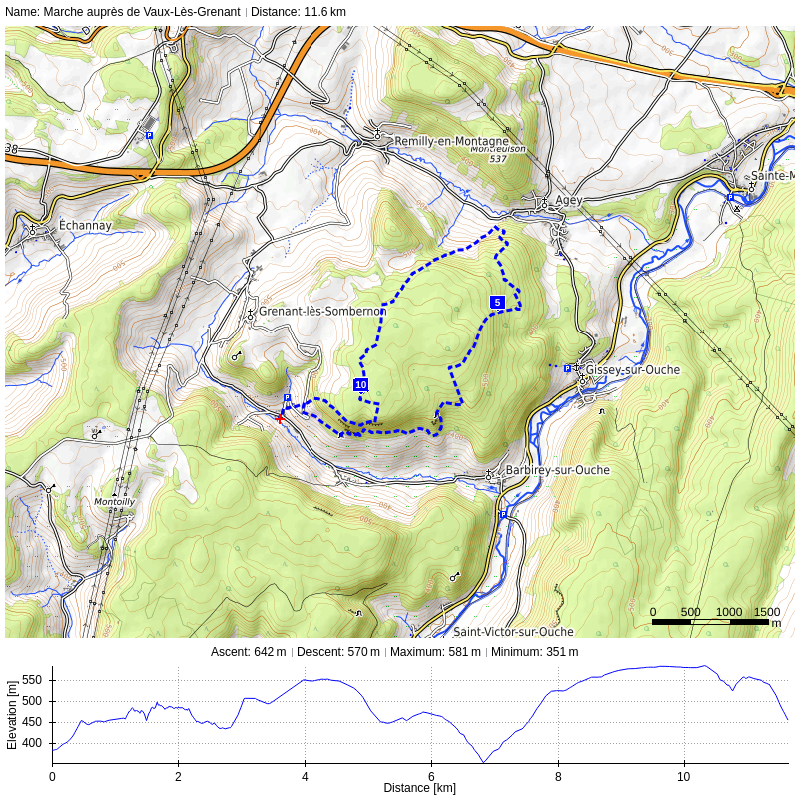 Name: Marche auprès de Vaux-Lès-Grenant | Distance: 11.6 km
38
Remilly-en-Montagne
Montheuison
537
Sainte-M
Agey
Echannay
500
400
5
Grenant-lès-Sombernon
Gissey-sur-Ouche
10
P
Barbirey-sur-Ouche
Montoilly
Saint-Victor-sur-Ouche
0 500 1000 1500
m
Ascent: 642 m | Descent: 570 m | Maximum: 581 m | Minimum: 351 m
Elevation [m]
550
500
450
400
0 2 4 6 8 10
Distance [km]